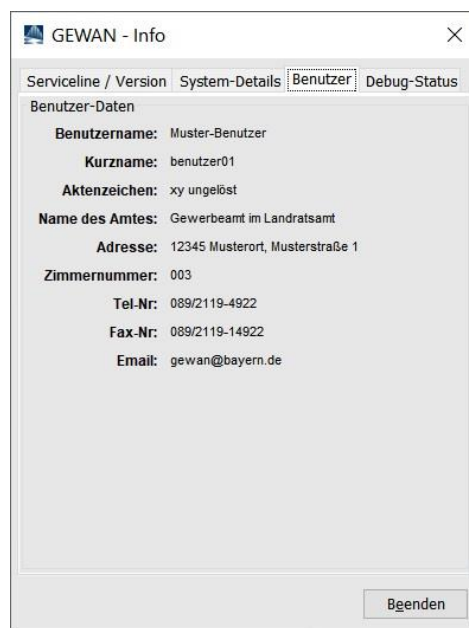 GEWAN - Info
Serviceline / Version System-Details Benutzer Debug-Status
Benutzer-Daten
Benutzername: Muster-Benutzer
Kurzname: benutzer01
Aktenzeichen: xy ungelöst
Name des Amtes: Gewerbeamt im Landratsamt
Adresse: 12345 Musterort, Musterstraße 1
Zimmernummer: 003
Tel-Nr: 089/2119-4922
Fax-Nr: 089/2119-14922
Email: gewan@bayern.de
Beenden